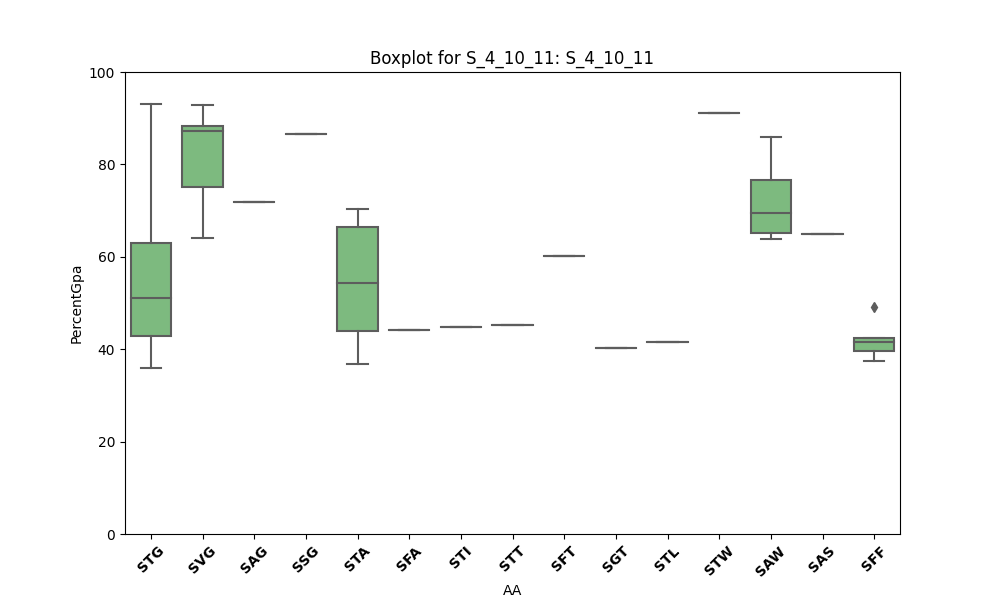 Boxplot for S_4_10_11: S_4_10_11
PercentGpa
100
80
60
40
20
0
STG SVG SAG SSG STA SFA STI STT SFT SGT STL STW SAW SAS SFF
AA